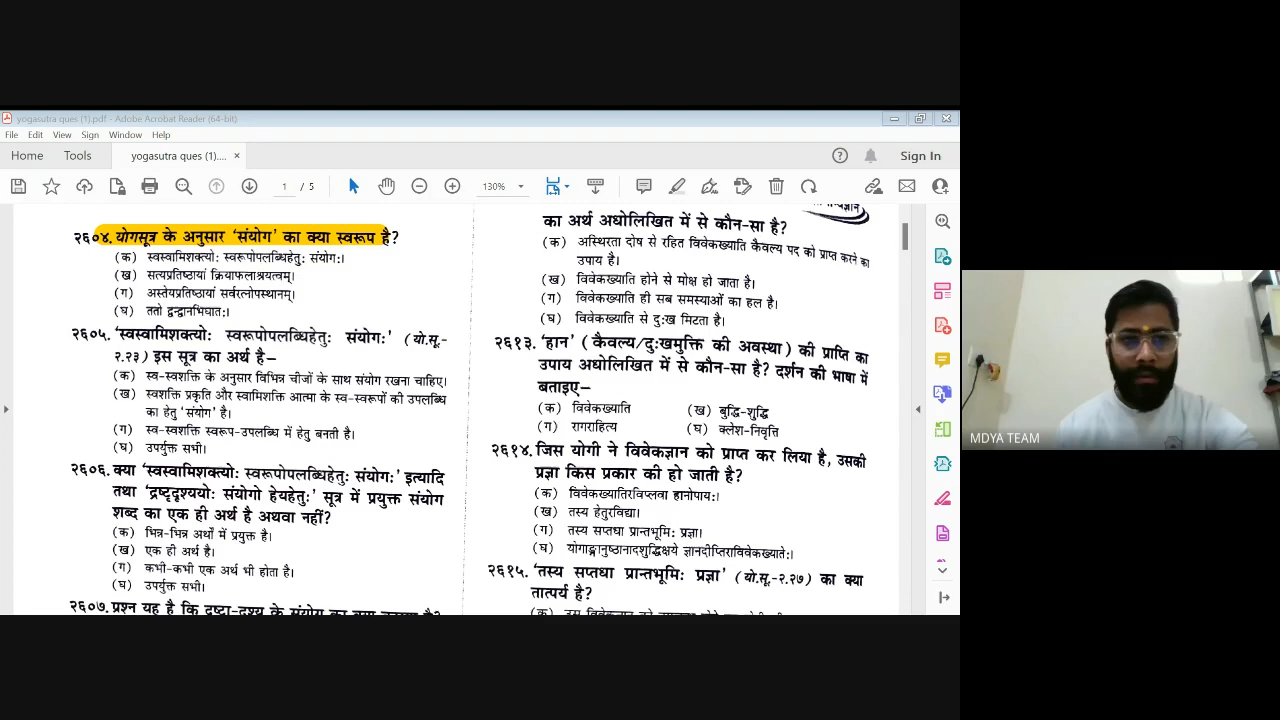 yogasutra ques (1).pdf - Adobe Acrobat Reader (64-bit)
File Edit View Sign Window Help
Home Tools yogasutra ques (1).... × Sign In
1 / 5 130%
२६०४. योगसूत्र के अनुसार ‘संयोग’ का क्या स्वरूप है?
(क) स्वस्वामिशक्त्योः स्वरूपोपलब्धिहेतुः संयोगः।
(ख) सत्यप्रतिष्ठायां क्रियाफलाश्रयत्वम्।
(ग) अस्तेयप्रतिष्ठायां सर्वरत्नोपस्थानम्।
(घ) ततो द्वन्द्वानभिघातः।
२६०५. ‘स्वस्वामिशक्त्योः स्वरूपोपलब्धिहेतुः संयोगः’ (यो.सू.-
२.२३) इस सूत्र का अर्थ है–
(क) स्व-स्वशक्ति के अनुसार विभिन्न चीजों के साथ संयोग रखना चाहिए।
(ख) स्वशक्ति प्रकृति और स्वामिशक्ति आत्मा के स्व-स्वरूपों की उपलब्धि
का हेतु ‘संयोग’ है।
(ग) स्व-स्वशक्ति स्वरूप-उपलब्धि में हेतु बनती है।
(घ) उपर्युक्त सभी।
२६०६. क्या ‘स्वस्वामिशक्त्योः स्वरूपोपलब्धिहेतुः संयोगः’ इत्यादि
तथा ‘द्रष्टृदृश्ययोः संयोगो हेयहेतुः’ सूत्र में प्रयुक्त संयोग
शब्द का एक ही अर्थ है अथवा नहीं?
(क) भिन्न-भिन्न अर्थों में प्रयुक्त है।
(ख) एक ही अर्थ है।
(ग) कभी-कभी एक अर्थ भी होता है।
(घ) उपर्युक्त सभी।
२६०७. प्रश्न यह है कि द्रष्टा-दृश्य के संयोग का क्या
का अर्थ अधोलिखित में से कौन-सा है?
(क) अस्थिरता दोष से रहित विवेकख्याति कैवल्य पद को प्राप्त करने का
उपाय है।
(ख) विवेकख्याति होने से मोक्ष हो जाता है।
(ग) विवेकख्याति ही सब समस्याओं का हल है।
(घ) विवेकख्याति से दुःख मिटता है।
२६१३. ‘हान’ (कैवल्य/दुःखमुक्ति की अवस्था) की प्राप्ति का
उपाय अधोलिखित में से कौन-सा है? दर्शन की भाषा में
बताइए–
(क) विवेकख्याति (ख) बुद्धि-शुद्धि
(ग) रागराहित्य (घ) क्लेश-निवृत्ति
२६१४. जिस योगी ने विवेकज्ञान को प्राप्त कर लिया है, उसकी
प्रज्ञा किस प्रकार की हो जाती है?
(क) विवेकख्यातिरविप्लवा हानोपायः।
(ख) तस्य हेतुरविद्या।
(ग) तस्य सप्तधा प्रान्तभूमिः प्रज्ञा।
(घ) योगाङ्गानुष्ठानादशुद्धिक्षये ज्ञानदीप्तिराविवेकख्यातेः।
२६१५. ‘तस्य सप्तधा प्रान्तभूमिः प्रज्ञा’ (यो.सू.-२.२७) का क्या
तात्पर्य है?
MDYA TEAM